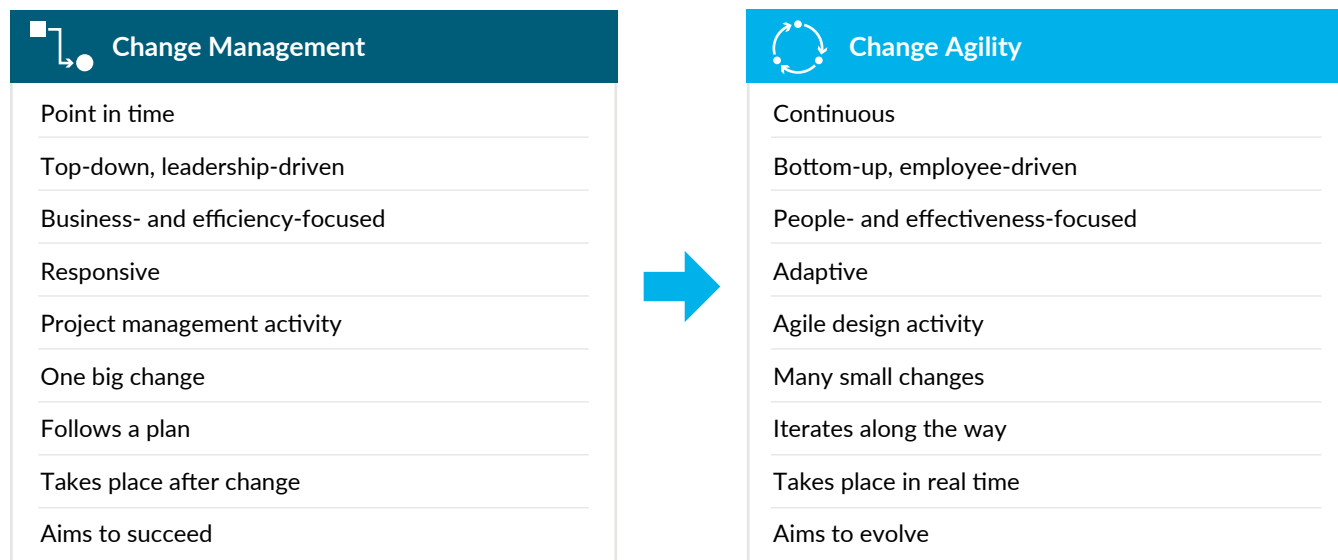 Change Management
Point in time
Top-down, leadership-driven
Business- and efficiency-focused
Responsive
Project management activity
One big change
Follows a plan
Takes place after change
Aims to succeed
Change Agility
Continuous
Bottom-up, employee-driven
People- and effectiveness-focused
Adaptive
Agile design activity
Many small changes
Iterates along the way
Takes place in real time
Aims to evolve